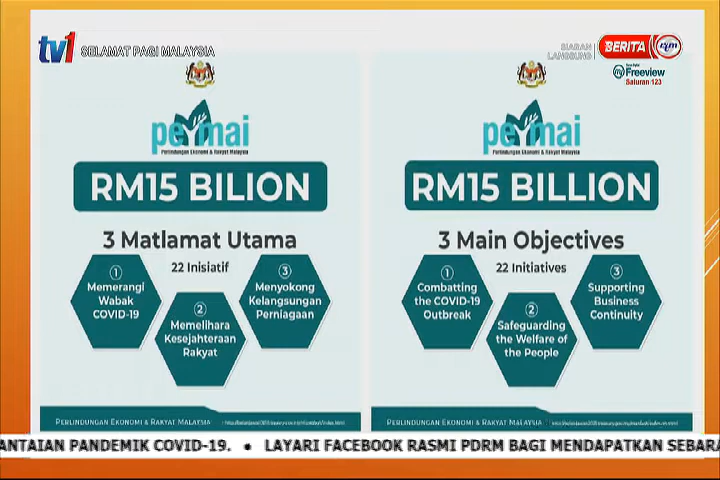 tv1 SELAMAT PAGI MALAYSIA
SIARAN
LANGSUNG
BERITA rtm
my Freeview
Saluran 123
permai
Perlindungan Ekonomi & Rakyat Malaysia
RM15 BILION
3 Matlamat Utama
22 Inisiatif
1
Memerangi
Wabak
COVID-19
2
Memelihara
Kesejahteraan
Rakyat
3
Menyokong
Kelangsungan
Perniagaan
PERLINDUNGAN EKONOMI & RAKYAT MALAYSIA
permai
Perlindungan Ekonomi & Rakyat Malaysia
RM15 BILLION
3 Main Objectives
22 Initiatives
1
Combatting
the COVID-19
Outbreak
2
Safeguarding
the Welfare of
the People
3
Supporting
Business
Continuity
PERLINDUNGAN EKONOMI & RAKYAT MALAYSIA
ANTAIAN PANDEMIK COVID-19. • LAYARI FACEBOOK RASMI PDRM BAGI MENDAPATKAN SEBARA